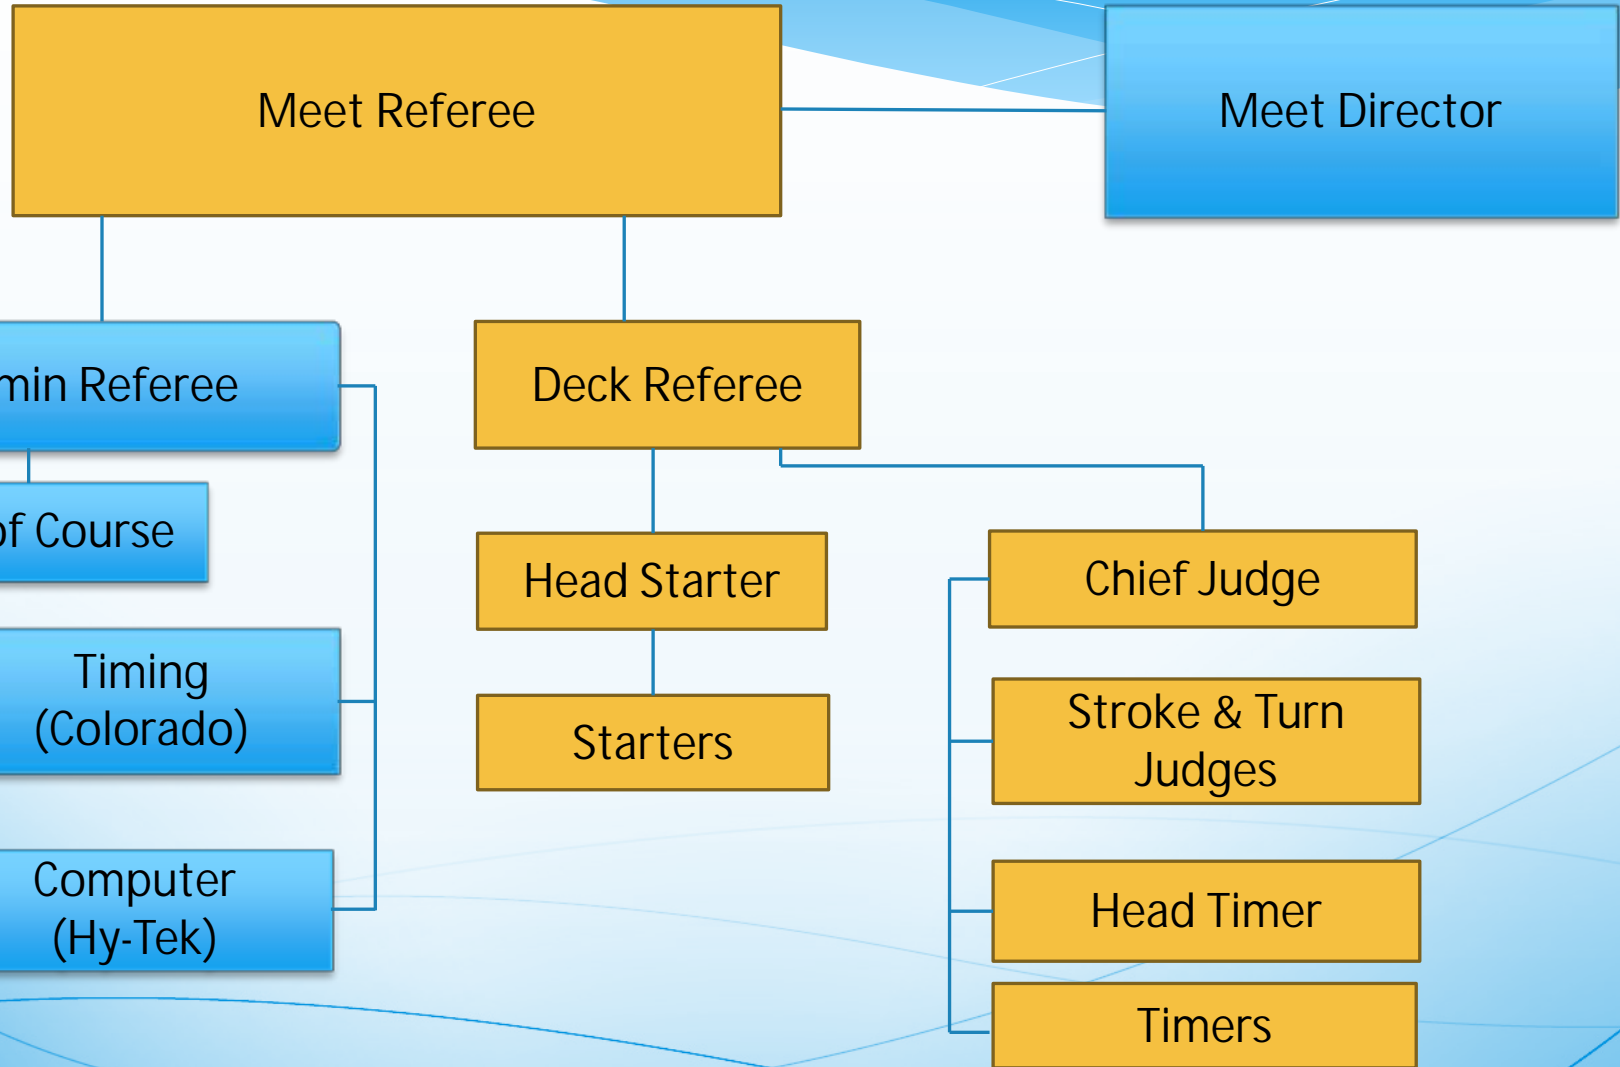 Meet Referee
Meet Director
min Referee
Deck Referee
of Course
Head Starter
Chief Judge
Timing
(Colorado)
Starters
Stroke & Turn
Judges
Computer
(Hy-Tek)
Head Timer
Timers